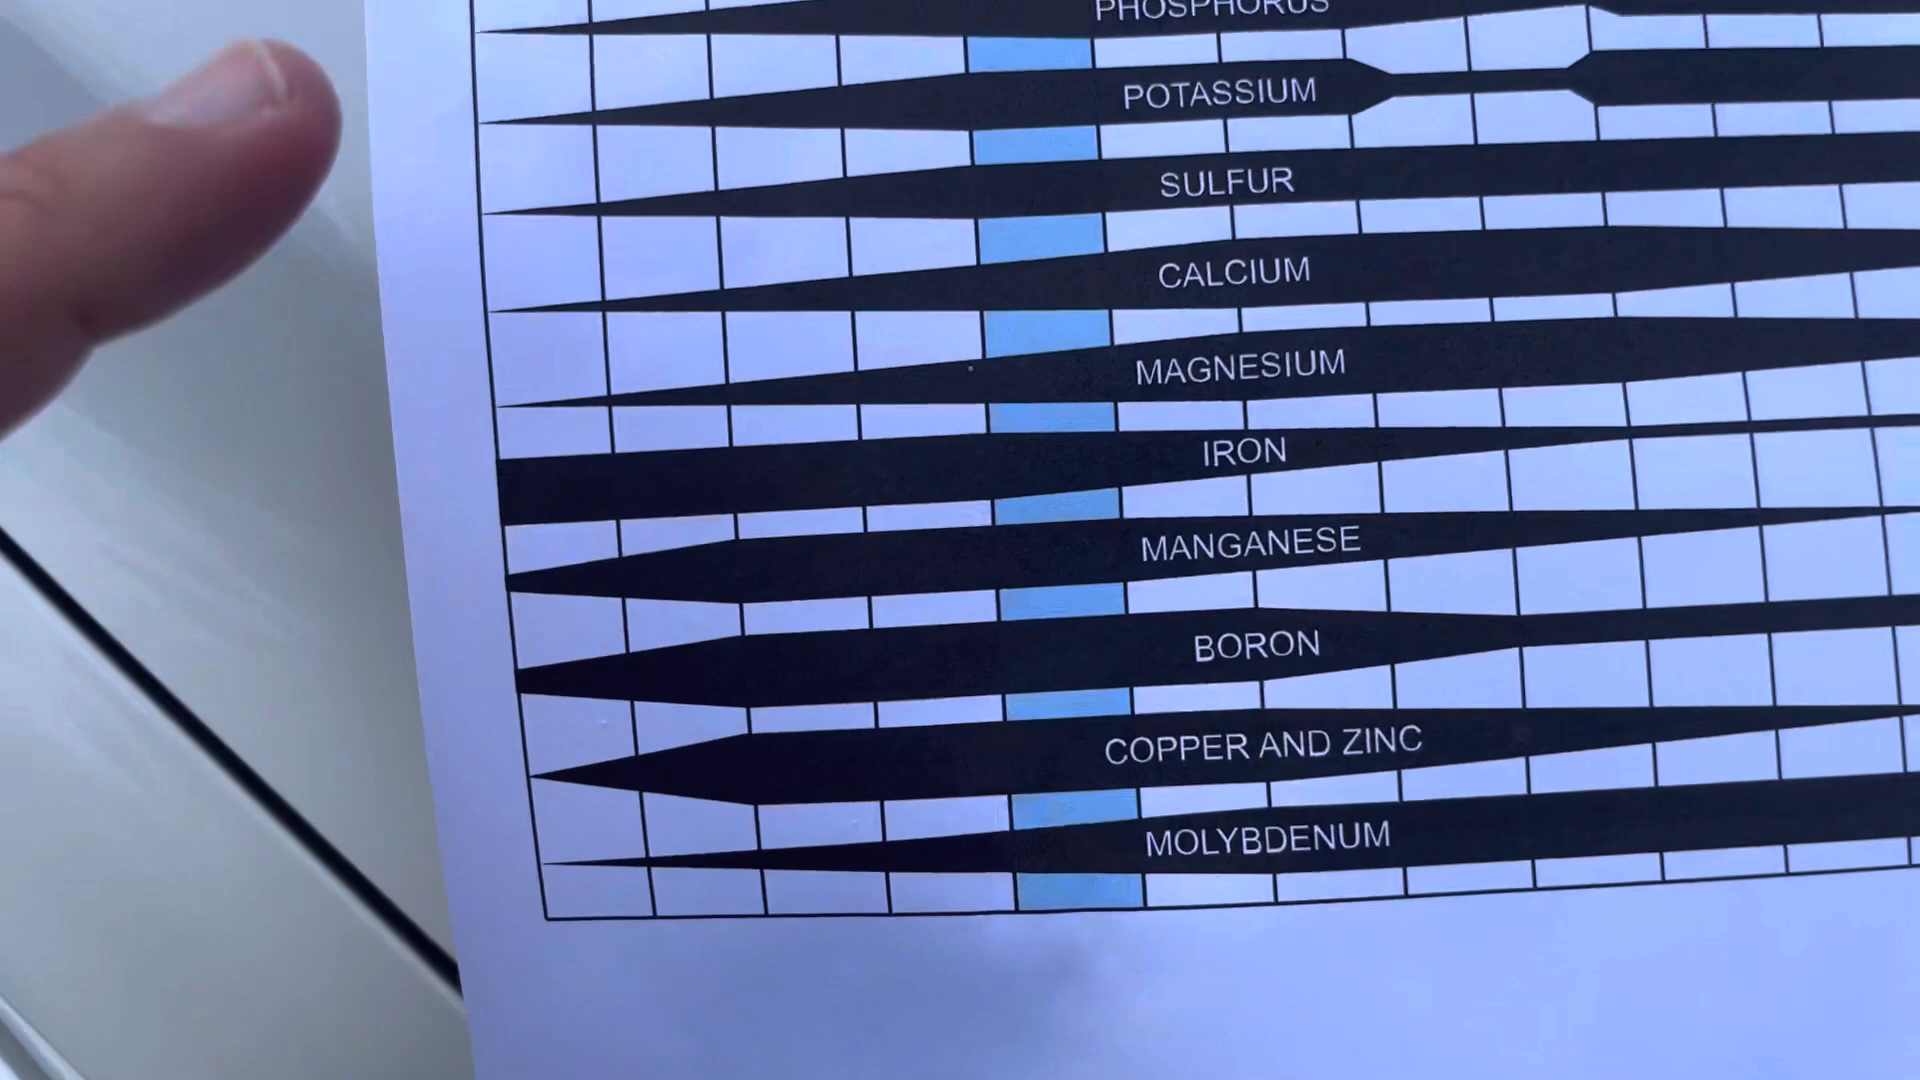 PHOSPHORUS
POTASSIUM
SULFUR
CALCIUM
MAGNESIUM
IRON
MANGANESE
BORON
COPPER AND ZINC
MOLYBDENUM